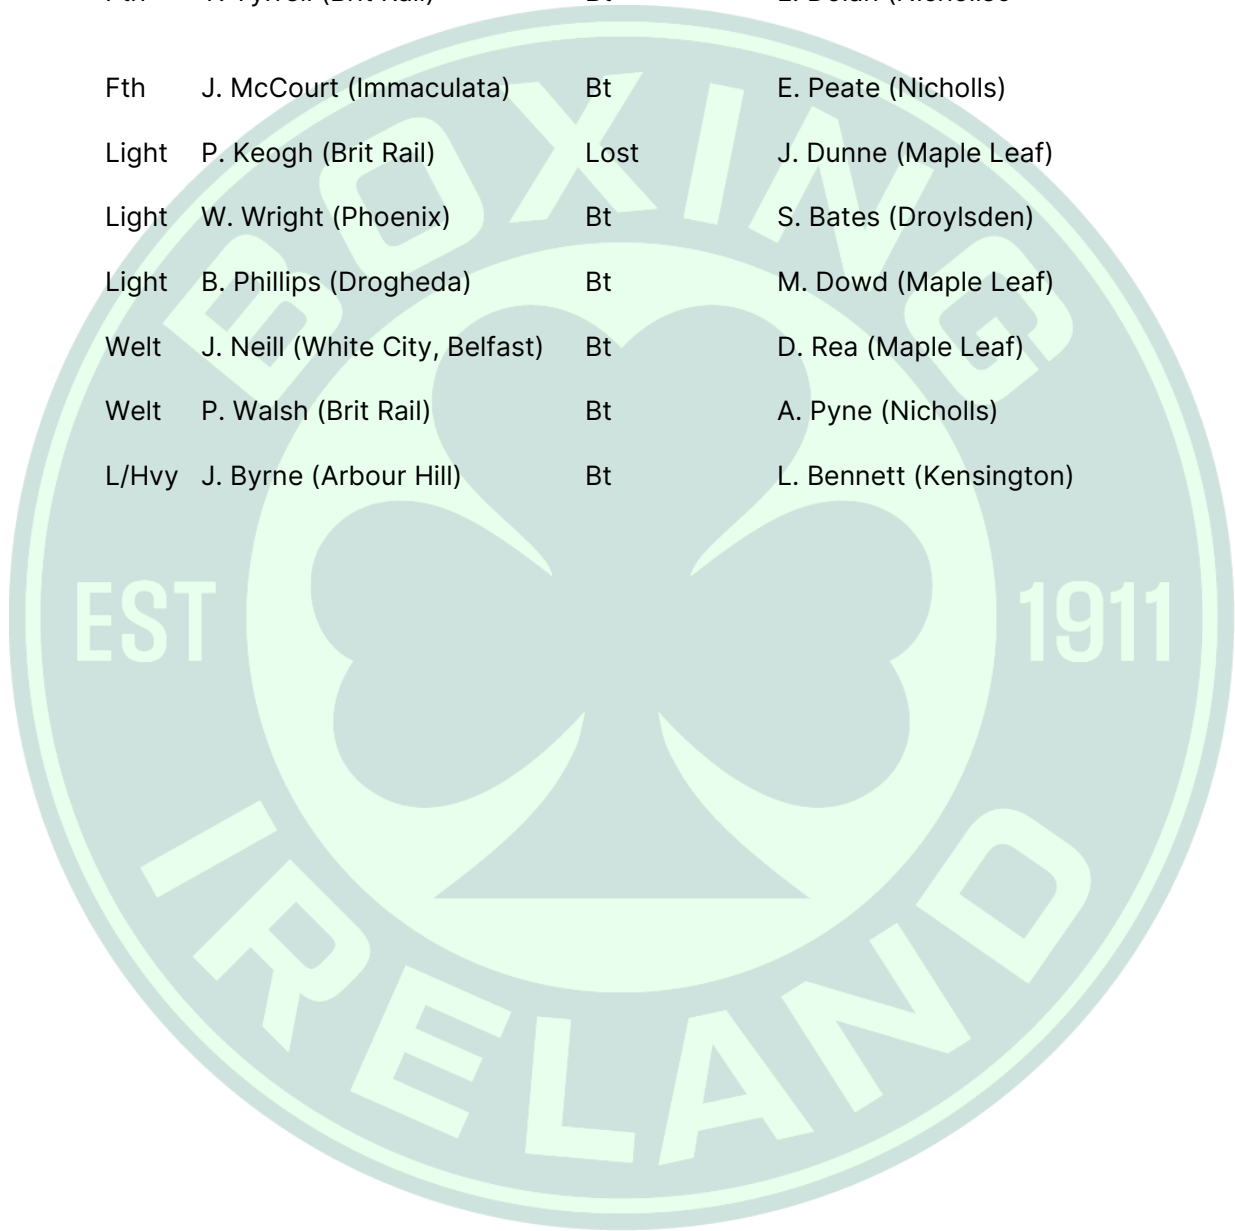 Fth J. McCourt (Immaculata) Bt E. Peate (Nicholls)
Light P. Keogh (Brit Rail) Lost J. Dunne (Maple Leaf)
Light W. Wright (Phoenix) Bt S. Bates (Droylsden)
Light B. Phillips (Drogheda) Bt M. Dowd (Maple Leaf)
Welt J. Neill (White City, Belfast) Bt D. Rea (Maple Leaf)
Welt P. Walsh (Brit Rail) Bt A. Pyne (Nicholls)
L/Hvy J. Byrne (Arbour Hill) Bt L. Bennett (Kensington)
BOXING
EST 1911
IRELAND